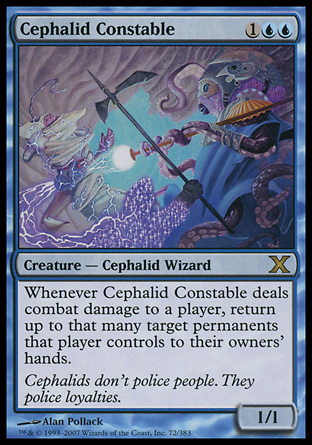 Cephalid Constable 1
Creature — Cephalid Wizard X
Whenever Cephalid Constable deals
combat damage to a player, return
up to that many target permanents
that player controls to their owners'
hands.
Cephalids don't police people. They
police loyalties.
Alan Pollack
1/1
™ & © 1993–2007 Wizards of the Coast, Inc. 72/383